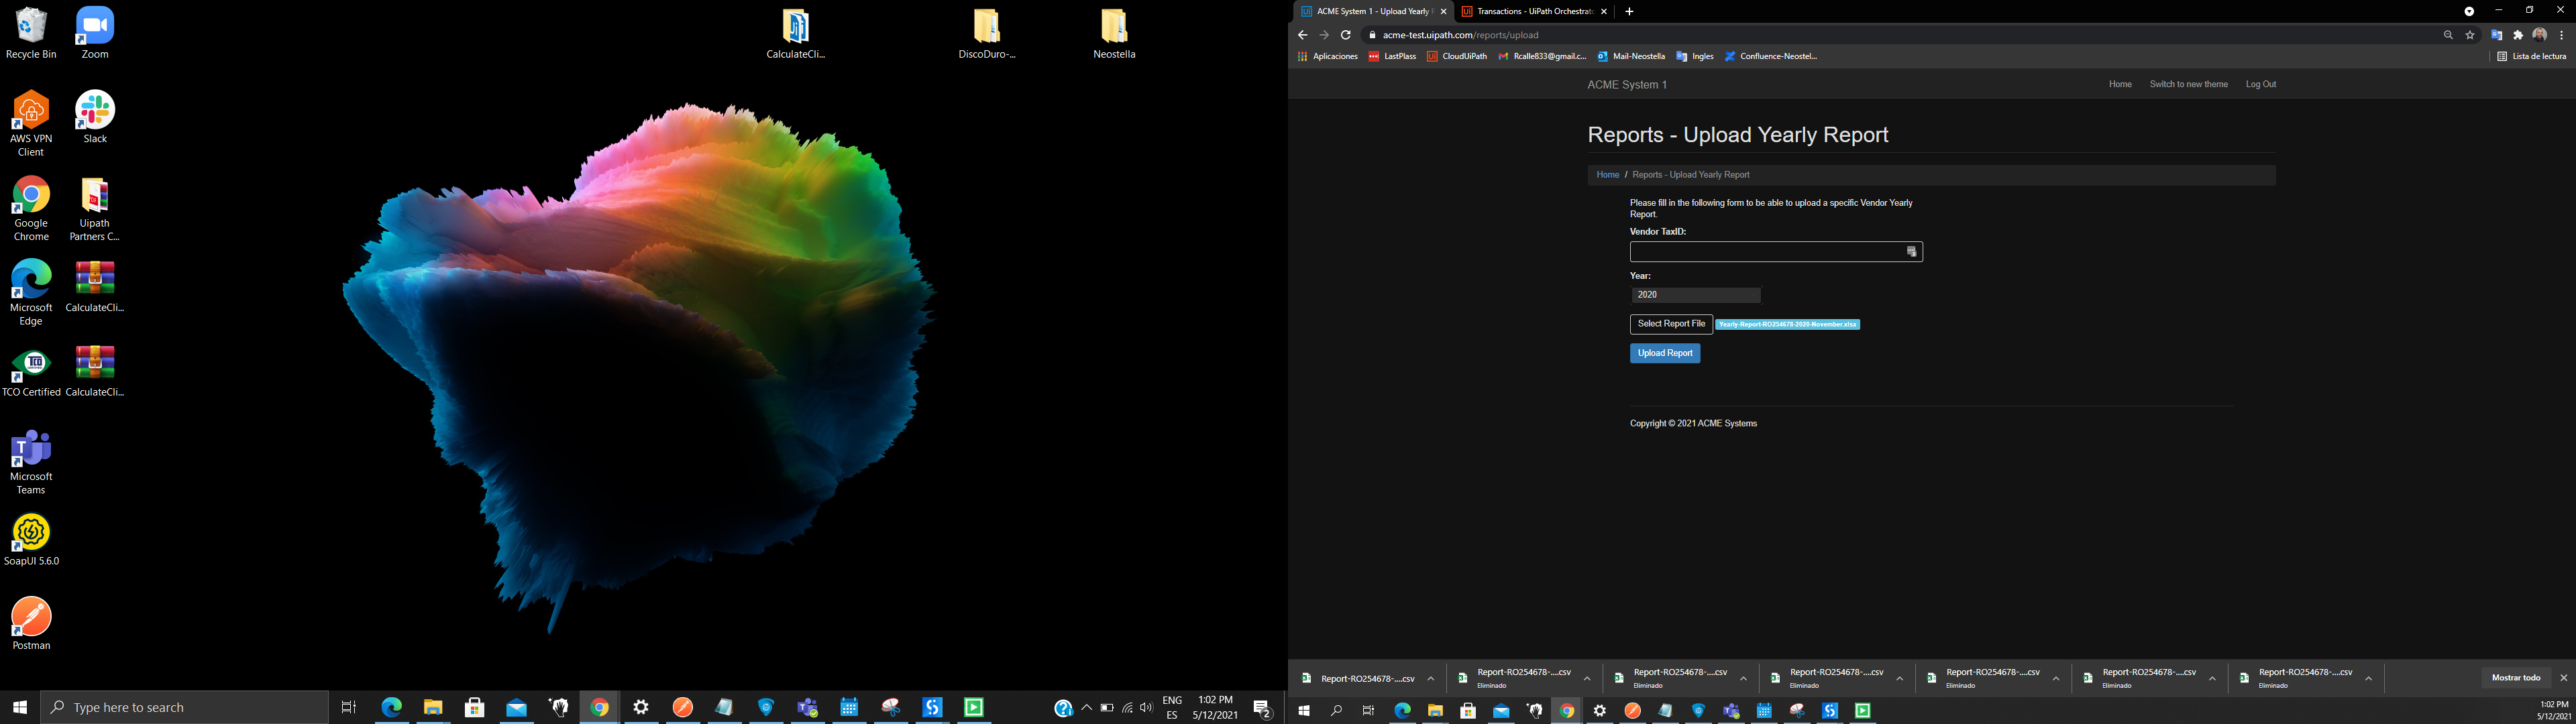 Recycle Bin
Zoom
CalculateCli...
DiscoDuro-...
Neostella
AWS VPN
Client
Slack
Google
Chrome
Uipath
Partners C...
Microsoft
Edge
CalculateCli...
TCO Certified
CalculateCli...
Microsoft
Teams
SoapUI 5.6.0
Postman
Type here to search
ENG
ES
1:02 PM
5/12/2021
2
ACME System 1 - Upload Yearly R
Transactions - UiPath Orchestrato
acme-test.uipath.com/reports/upload
Aplicaciones
LastPlass
CloudUiPath
Rcalle833@gmail.c...
Mail-Neostella
Ingles
Confluence-Neostel...
Lista de lectura
ACME System 1
Home
Switch to new theme
Log Out
Reports - Upload Yearly Report
Home / Reports - Upload Yearly Report
Please fill in the following form to be able to upload a specific Vendor Yearly
Report.
Vendor TaxID:
Year:
2020
Select Report File
Yearly-Report-RO254678-2020-November.xlsx
Upload Report
Copyright © 2021 ACME Systems
Report-RO254678-....csv
Report-RO254678-....csv
Eliminado
Report-RO254678-....csv
Eliminado
Report-RO254678-....csv
Eliminado
Report-RO254678-....csv
Eliminado
Report-RO254678-....csv
Eliminado
Report-RO254678-....csv
Eliminado
Mostrar todo
1:02 PM
5/12/2021